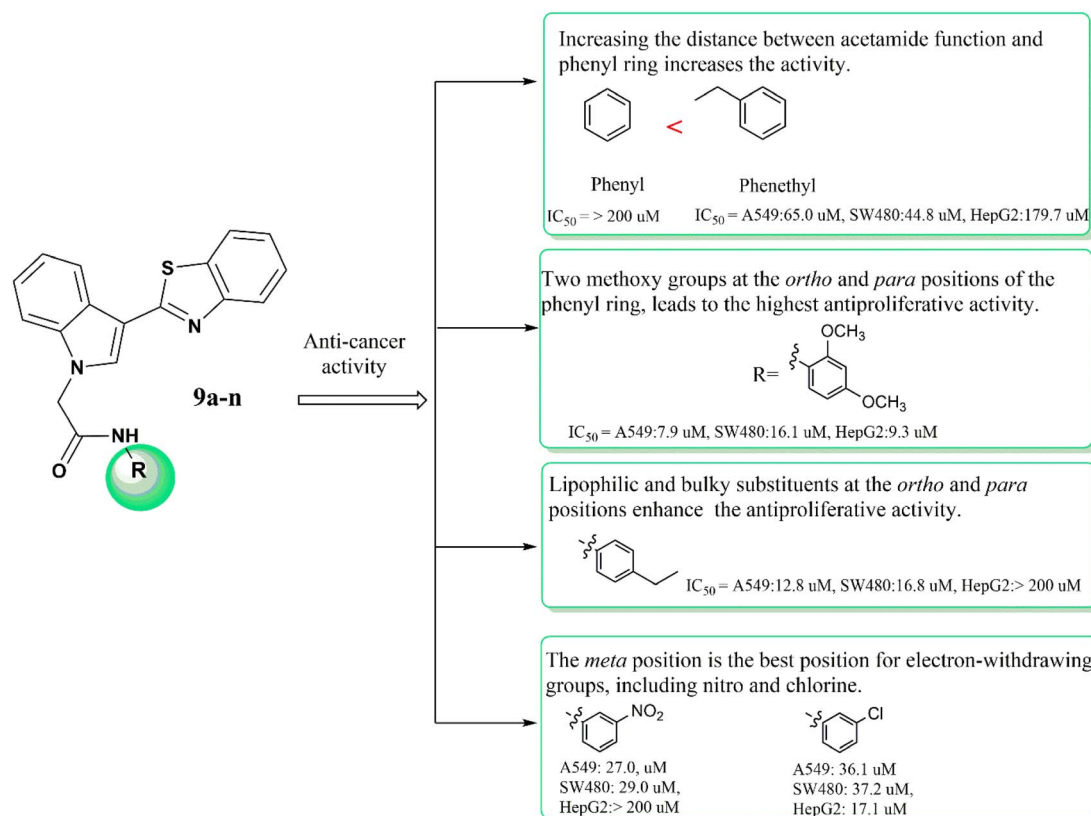 S
N
N
9a-n
NH
O
R
Anti-cancer
activity
Increasing the distance between acetamide function and
phenyl ring increases the activity.
<
Phenyl
Phenethyl
IC50 = > 200 uM
IC50 = A549:65.0 uM, SW480:44.8 uM, HepG2:179.7 uM
Two methoxy groups at the ortho and para positions of the
phenyl ring, leads to the highest antiproliferative activity.
OCH3
R=
OCH3
IC50 = A549:7.9 uM, SW480:16.1 uM, HepG2:9.3 uM
Lipophilic and bulky substituents at the ortho and para
positions enhance the antiproliferative activity.
IC50 = A549:12.8 uM, SW480:16.8 uM, HepG2:> 200 uM
The meta position is the best position for electron-withdrawing
groups, including nitro and chlorine.
NO2
A549: 27.0, uM
SW480: 29.0 uM,
HepG2:> 200 uM
Cl
A549: 36.1 uM
SW480: 37.2 uM,
HepG2: 17.1 uM